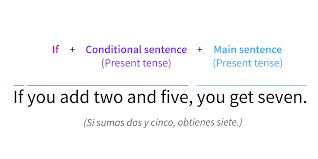 If + Conditional sentence + Main sentence
(Present tense) (Present tense)
If you add two and five, you get seven.
(Si sumas dos y cinco, obtienes siete.)